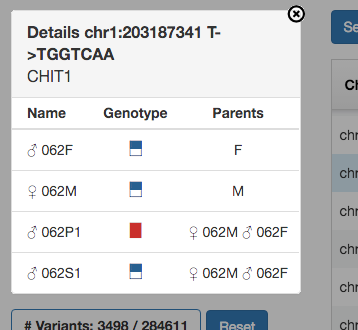 Details chr1:203187341 T-
>TGGTCAA
CHIT1
Name Genotype Parents
♂ 062F F
♀ 062M M
♂ 062P1 ♀ 062M ♂ 062F
♂ 062S1 ♀ 062M ♂ 062F
# Variants: 3498 / 284611 Reset
Se
Ch
chr
chr
chr
chr
chr
chr